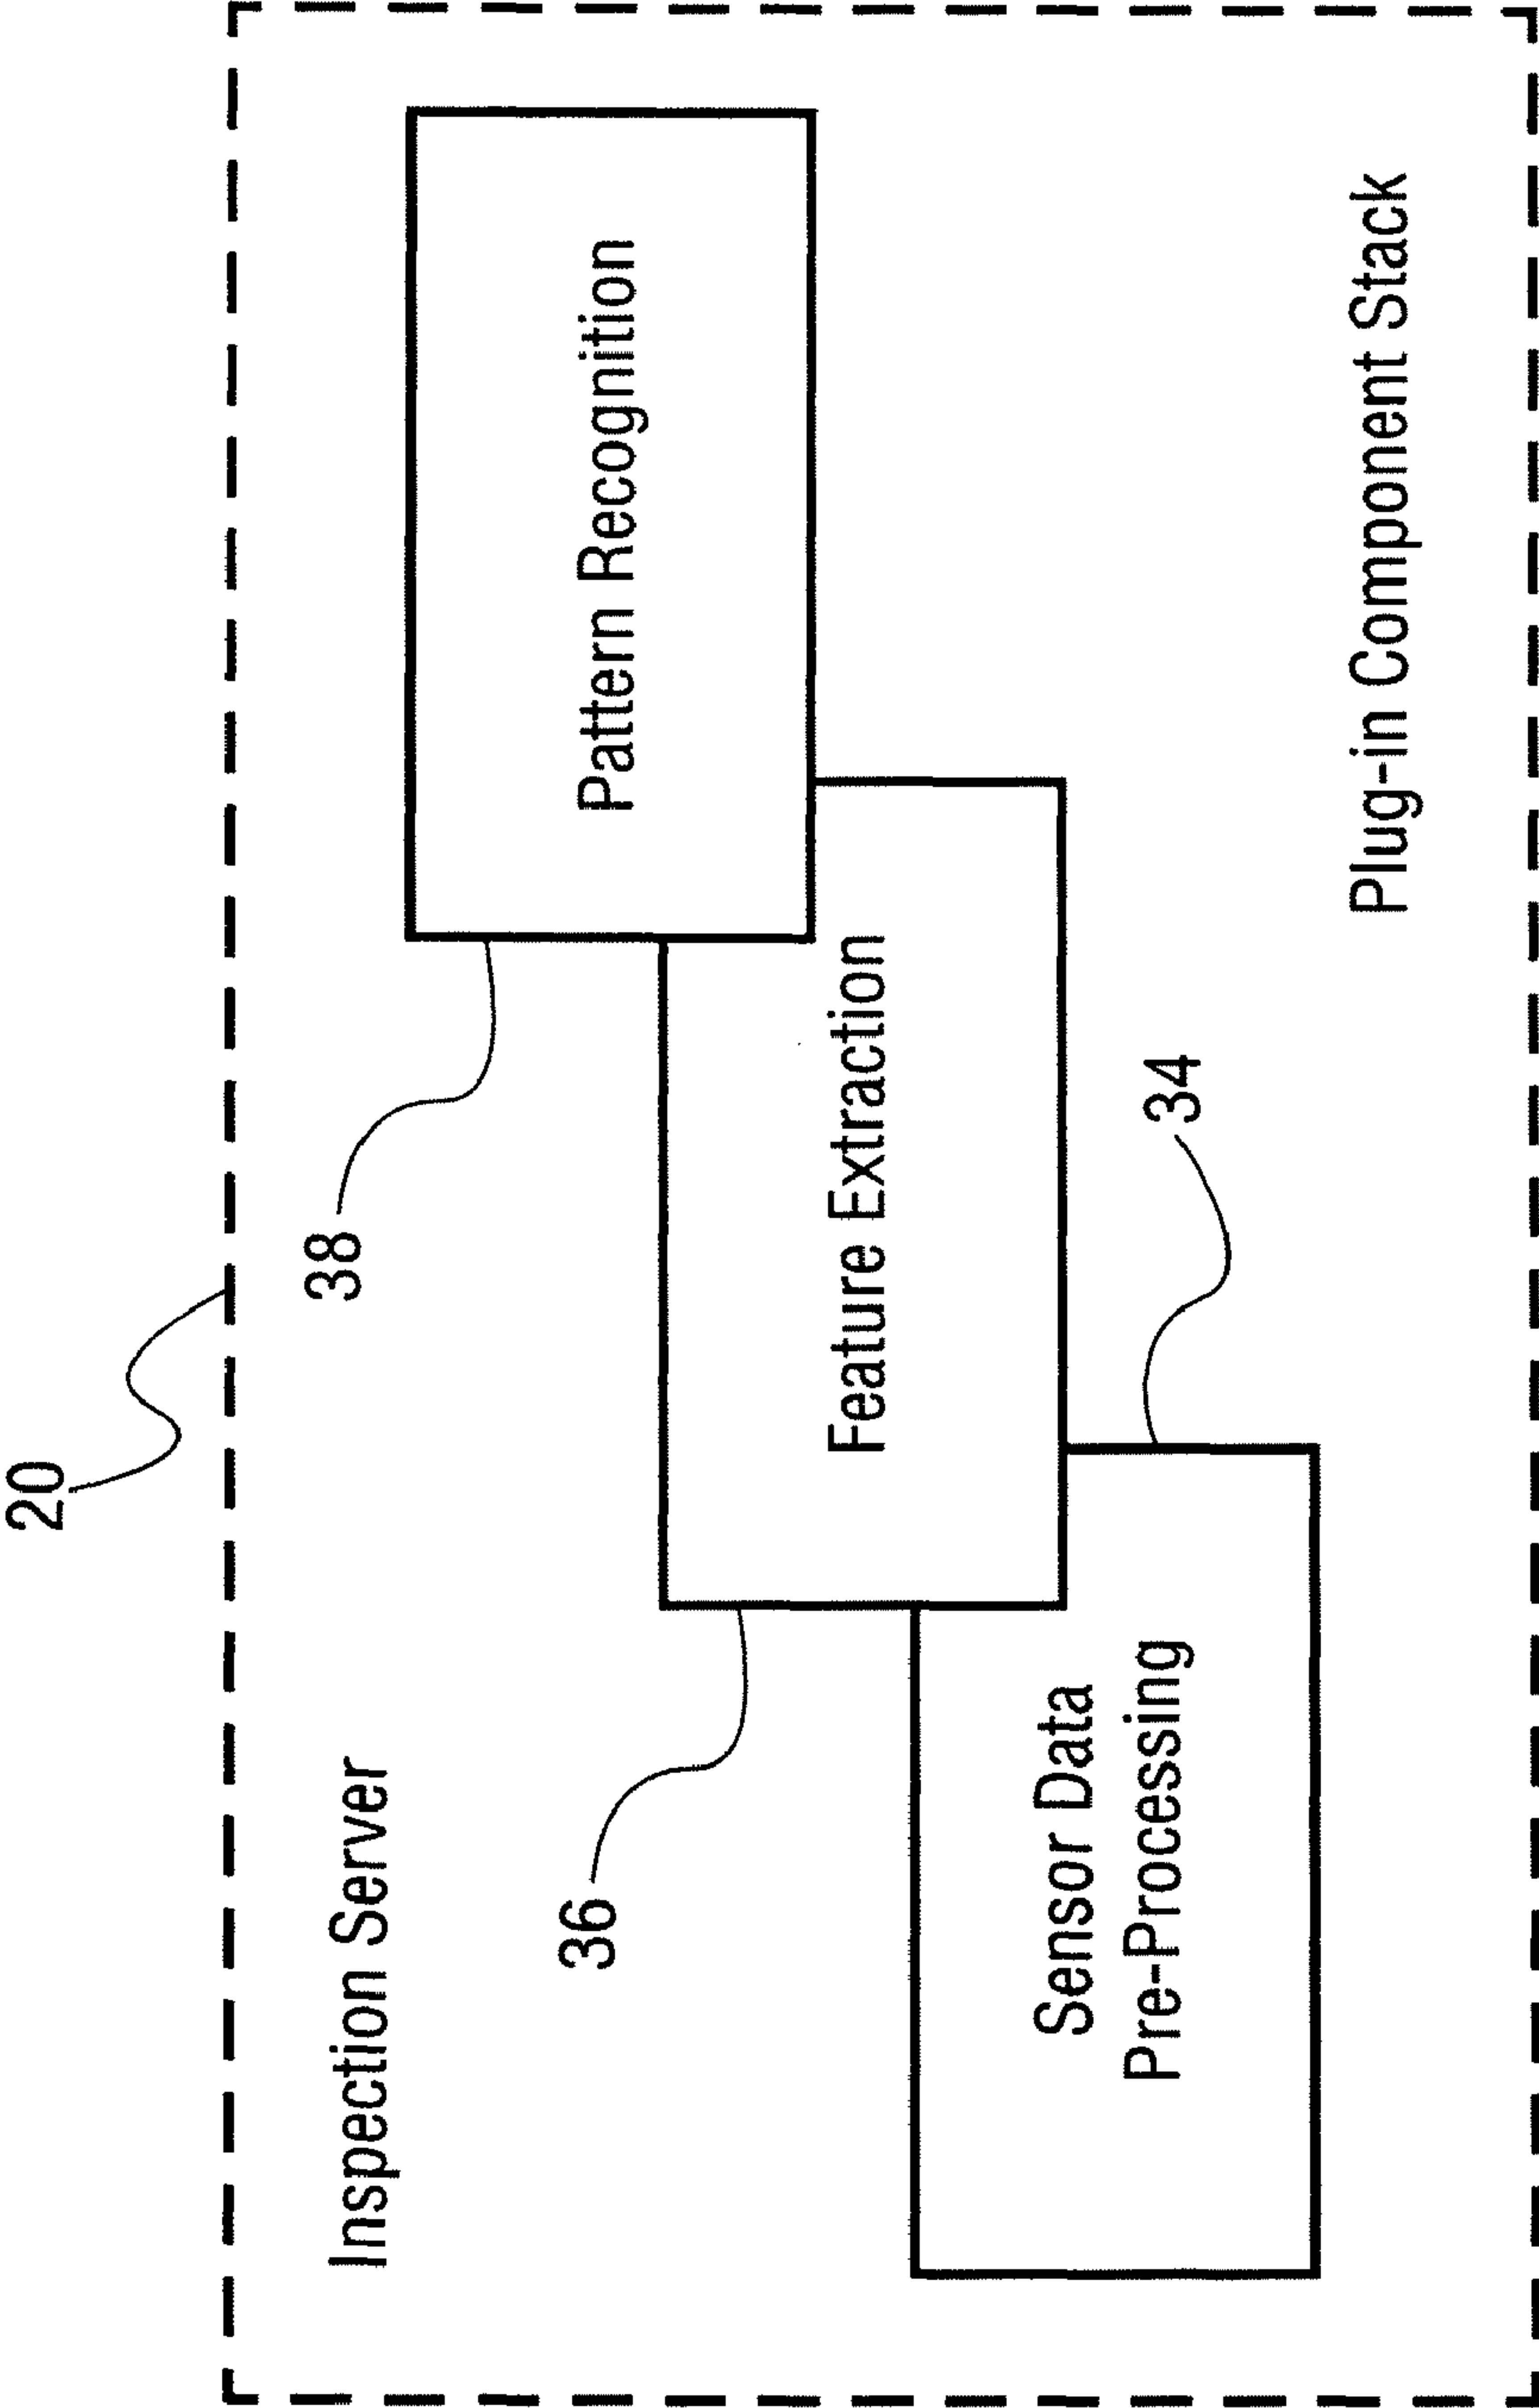 20
Inspection Server
38
Pattern Recognition
36
Feature Extraction
Sensor Data
Pre-Processing
34
Plug-in Component Stack